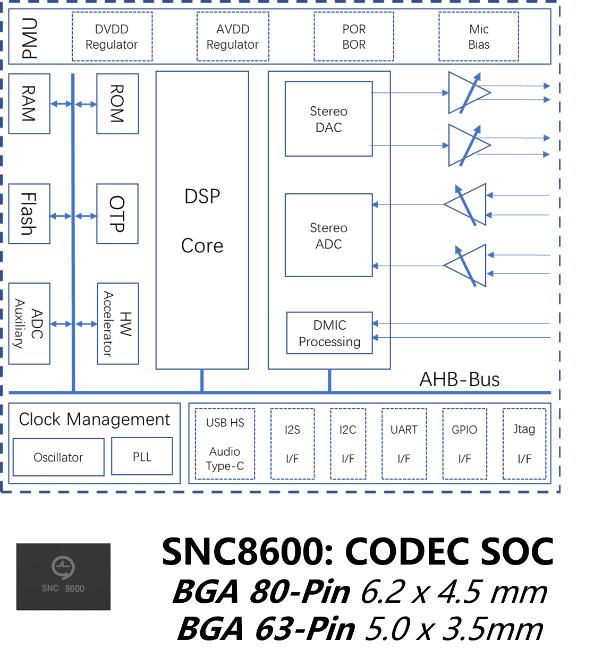 PMU
DVDD
Regulator
AVDD
Regulator
POR
BOR
Mic
Bias
RAM
ROM
Flash
OTP
ADC
Auxiliary
HW
Accelerator
DSP
Core
Stereo
DAC
Stereo
ADC
DMIC
Processing
AHB-Bus
Clock Management
Oscillator
PLL
USB HS
Audio
Type-C
I2S
I/F
I2C
I/F
UART
I/F
GPIO
I/F
Jtag
I/F
SNC 8600
SNC8600: CODEC SOC
BGA 80-Pin 6.2 x 4.5 mm
BGA 63-Pin 5.0 x 3.5mm